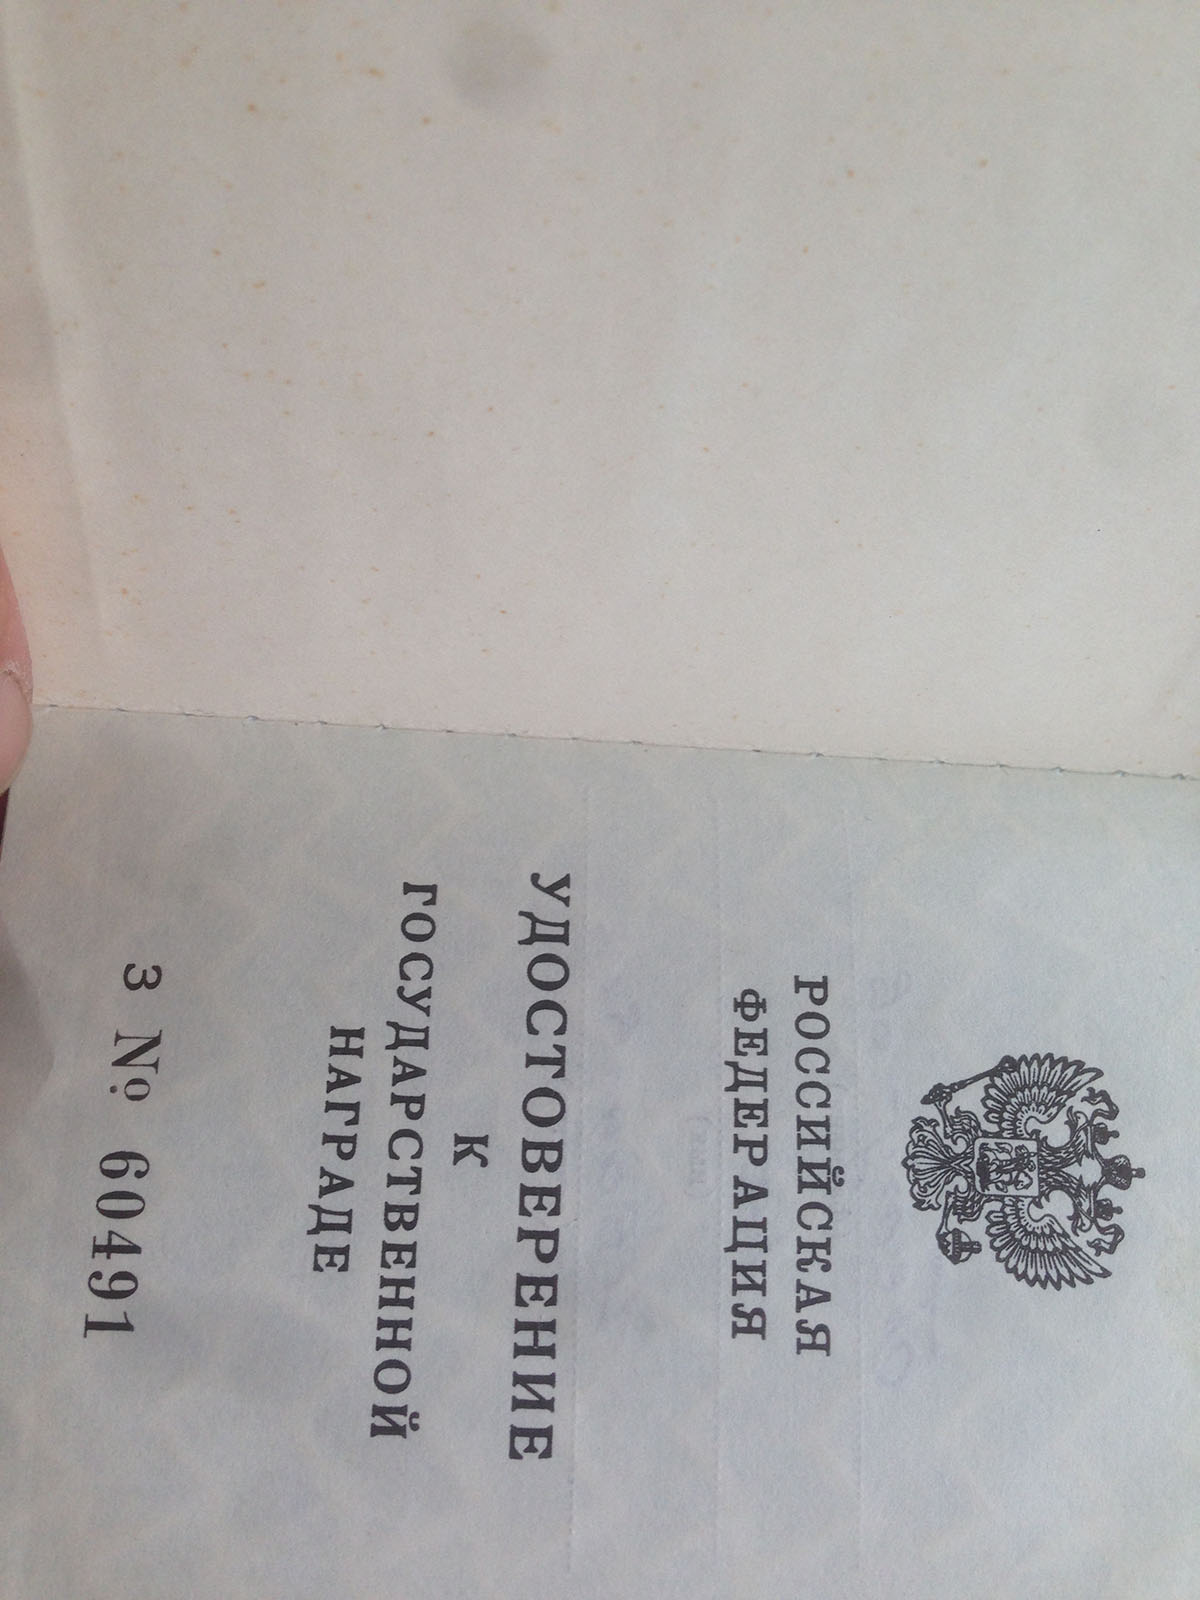 РОССИЙСКАЯ
ФЕДЕРАЦИЯ
УДОСТОВЕРЕНИЕ
К
ГОСУДАРСТВЕННОЙ
НАГРАДЕ
З № 60491